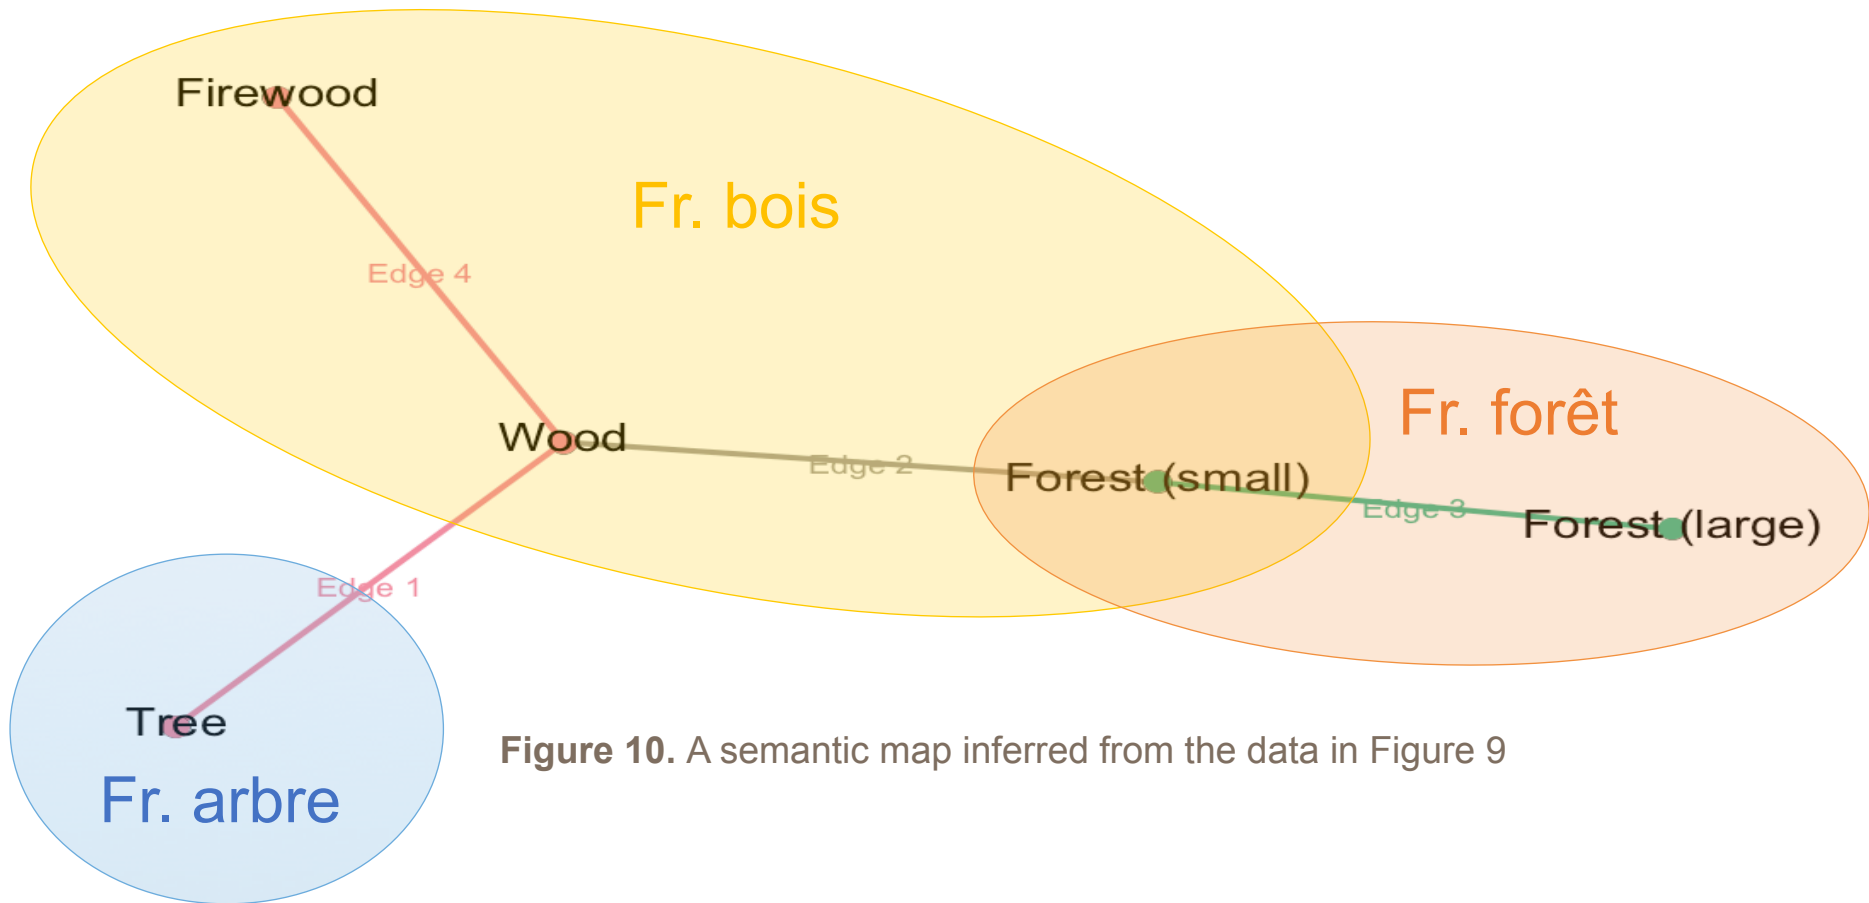 Firewood
Fr. bois
Edge 4
Fr. forêt
Wood
Edge 2
Forest (small)
Edge 3
Forest (large)
Edge 1
Tree
Fr. arbre
Figure 10. A semantic map inferred from the data in Figure 9